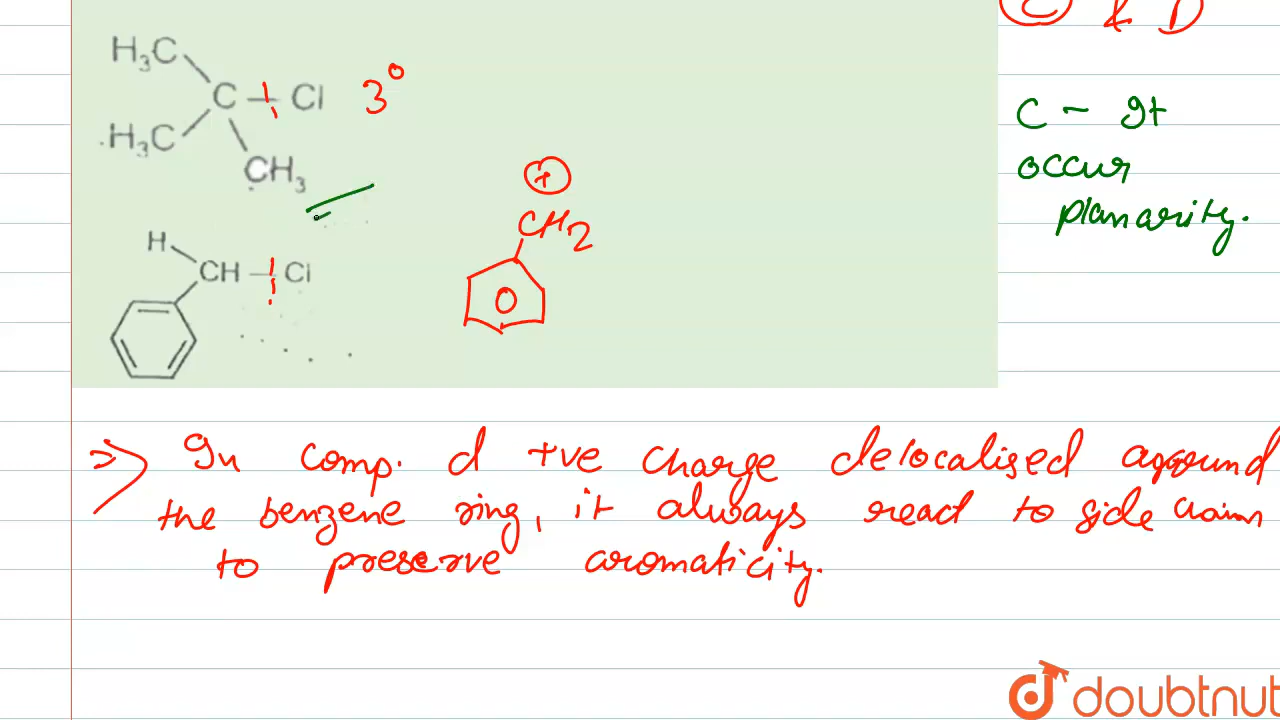 C & D
H₃C
C – Cl 3°
H₃C
CH₃
C – It
occur
planarity.
+
CH2
H
CH – Cl
⇒ In comp. d +ve charge delocalised around
the benzene ring, it always react to side chain
to preserve aromaticity.
doubtnut